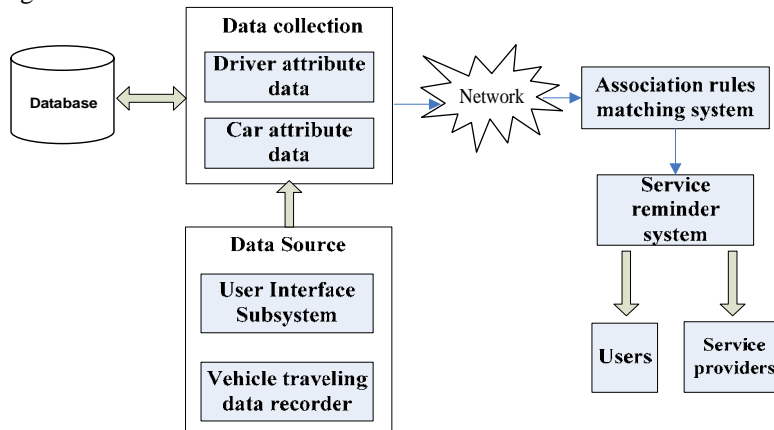 Data collection
Driver attribute
data
Car attribute
data
Database
Network
Association rules
matching system
Service
reminder
system
Data Source
User Interface
Subsystem
Vehicle traveling
data recorder
Users
Service
providers